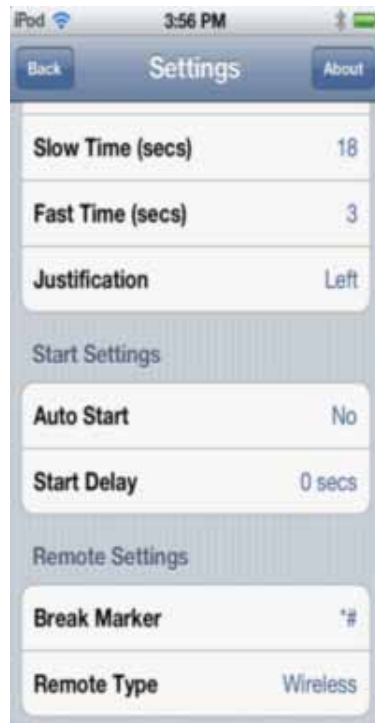 iPod 3:56 PM
Back Settings About
Slow Time (secs) 18
Fast Time (secs) 3
Justification Left
Start Settings
Auto Start No
Start Delay 0 secs
Remote Settings
Break Marker *#
Remote Type Wireless